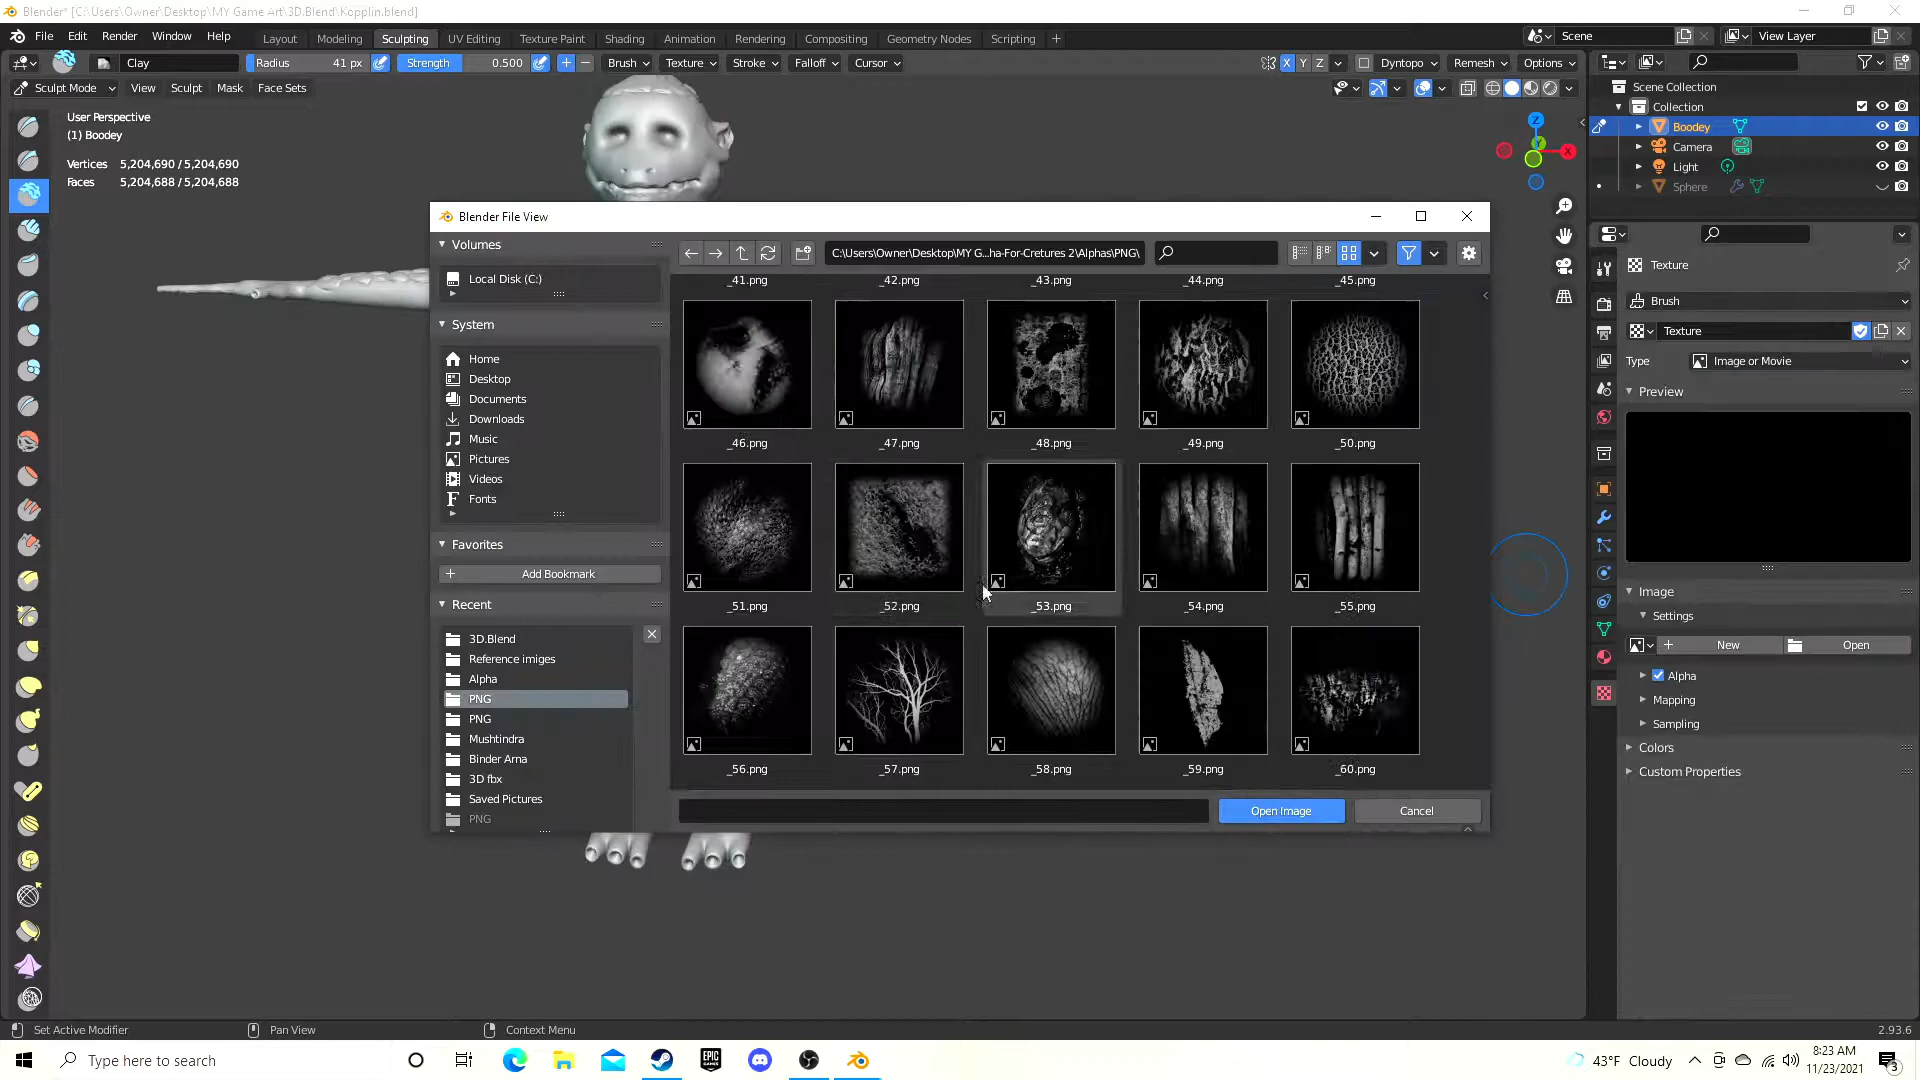 Blender* [C:\Users\Owner\Desktop\MY Game Art\3D.Blend\Kopplin.blend]
File Edit Render Window Help
Layout Modeling Sculpting UV Editing Texture Paint Shading Animation Rendering Compositing Geometry Nodes Scripting +
Scene
View Layer
Clay
Radius 41 px
Strength 0.500
Brush Texture Stroke Falloff Cursor
X Y Z
Dyntopo Remesh Options
Sculpt Mode View Sculpt Mask Face Sets
User Perspective
(1) Boodey
Vertices 5,204,690 / 5,204,690
Faces 5,204,688 / 5,204,688
Z
X
Scene Collection
Collection
Boodey
Camera
Light
Sphere
Blender File View
Volumes
Local Disk (C:)
System
Home
Desktop
Documents
Downloads
Music
Pictures
Videos
Fonts
Favorites
Add Bookmark
Recent
3D.Blend
Reference imiges
Alpha
PNG
PNG
Mushtindra
Binder Arna
3D fbx
Saved Pictures
PNG
C:\Users\Owner\Desktop\MY G...ha-For-Cretures 2\Alphas\PNG\
_41.png _42.png _43.png _44.png _45.png
_46.png _47.png _48.png _49.png _50.png
_51.png _52.png _53.png _54.png _55.png
_56.png _57.png _58.png _59.png _60.png
Open Image
Cancel
Texture
Brush
Texture
Type Image or Movie
Preview
Image
Settings
New Open
Alpha
Mapping
Sampling
Colors
Custom Properties
Set Active Modifier
Pan View
Context Menu
2.93.6
Type here to search
EPIC GAMES
43°F Cloudy
8:23 AM
11/23/2021
3